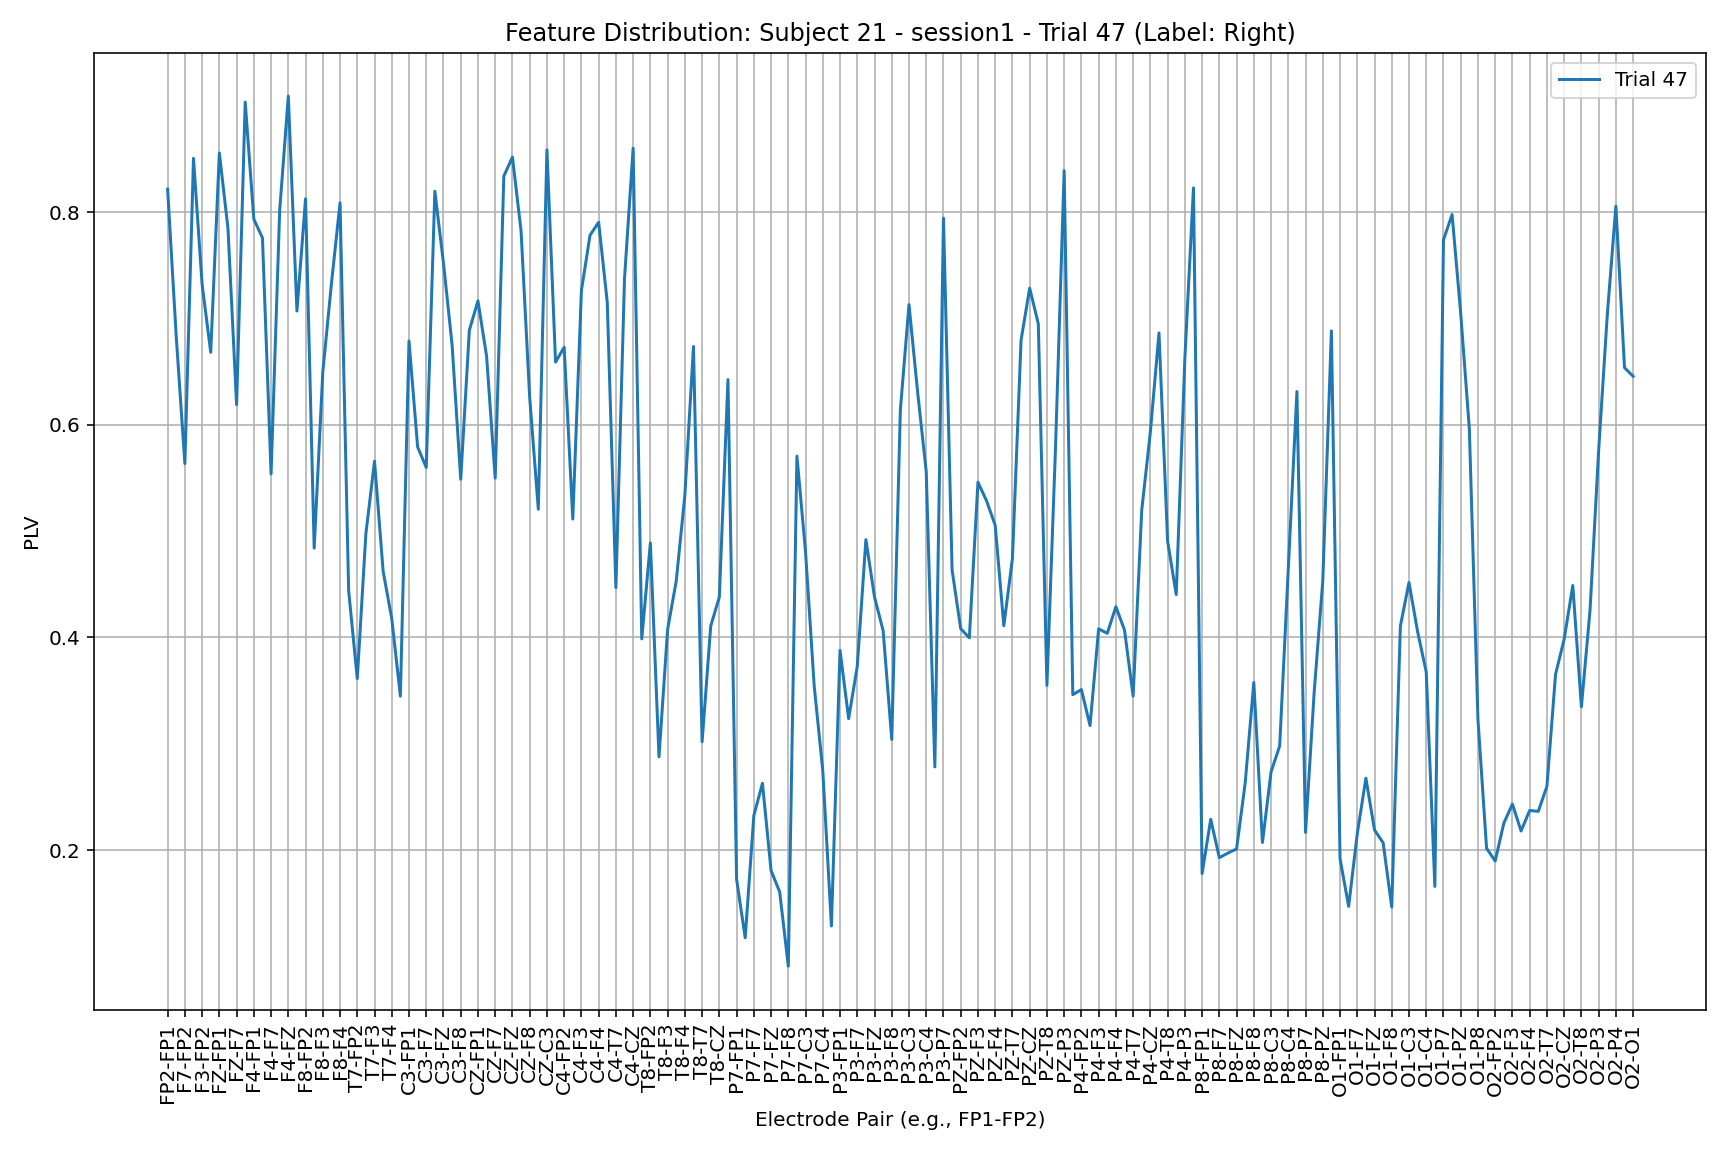 Feature Distribution: Subject 21 - session1 - Trial 47 (Label: Right)
Trial 47
0.8
0.6
0.4
0.2
PLV
FP2-FP1
F7-FP2
F3-FP2
FZ-FP1
FZ-F7
F4-FP1
F4-F7
F4-FZ
F8-FP2
F8-F3
F8-F4
T7-FP2
T7-F3
T7-F4
C3-FP1
C3-F7
C3-FZ
C3-F8
CZ-FP1
CZ-F7
CZ-FZ
CZ-F8
CZ-C3
C4-FP2
C4-F3
C4-F4
C4-T7
C4-CZ
T8-FP2
T8-F3
T8-F4
T8-T7
T8-CZ
P7-FP1
P7-F7
P7-FZ
P7-F8
P7-C3
P7-C4
P3-FP1
P3-F7
P3-FZ
P3-F8
P3-C3
P3-C4
P3-P7
PZ-FP2
PZ-F3
PZ-F4
PZ-T7
PZ-CZ
PZ-T8
PZ-P3
P4-FP2
P4-F3
P4-F4
P4-T7
P4-CZ
P4-T8
P4-P3
P8-FP1
P8-F7
P8-FZ
P8-F8
P8-C3
P8-C4
P8-P7
P8-PZ
O1-FP1
O1-F7
O1-FZ
O1-F8
O1-C3
O1-C4
O1-P7
O1-PZ
O1-P8
O2-FP2
O2-F3
O2-F4
O2-T7
O2-CZ
O2-T8
O2-P3
O2-P4
O2-O1
Electrode Pair (e.g., FP1-FP2)